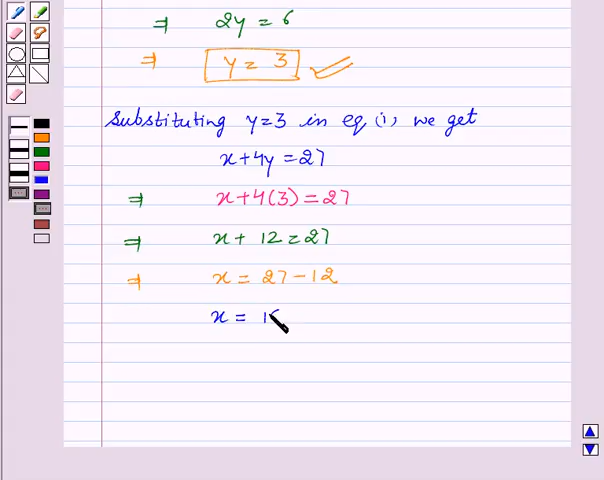 ⇒ 2y = 6
⇒ y = 3 ✓
Substituting y=3 in eq (i), we get
x+4y=27
⇒ x+4(3)=27
⇒ x+ 12=27
⇒ x = 27-12
x = 1